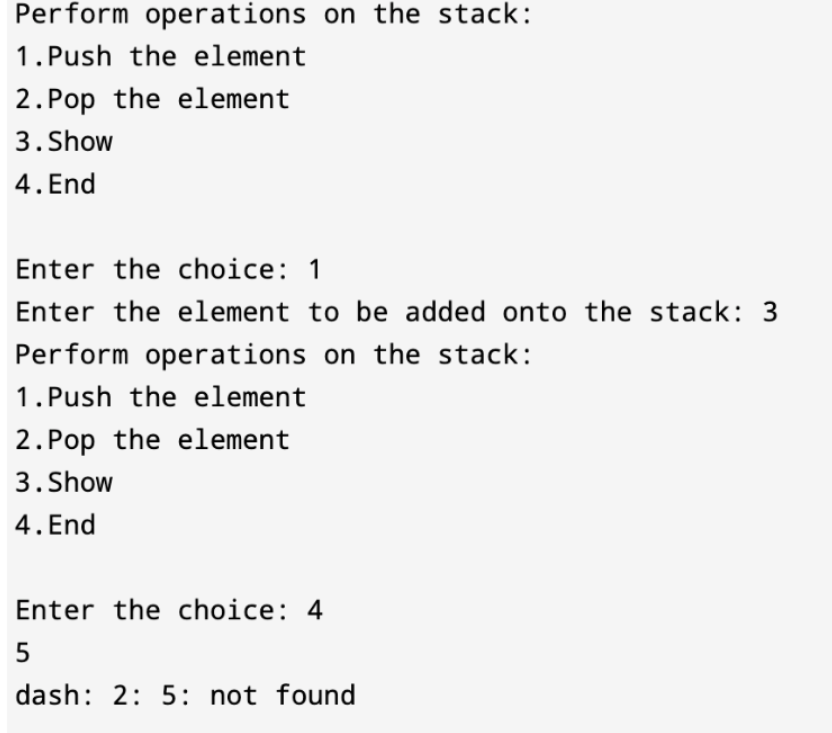 Perform operations on the stack:
1.Push the element
2.Pop the element
3.Show
4.End
Enter the choice: 1
Enter the element to be added onto the stack: 3
Perform operations on the stack:
1.Push the element
2.Pop the element
3.Show
4.End
Enter the choice: 4
5
dash: 2: 5: not found